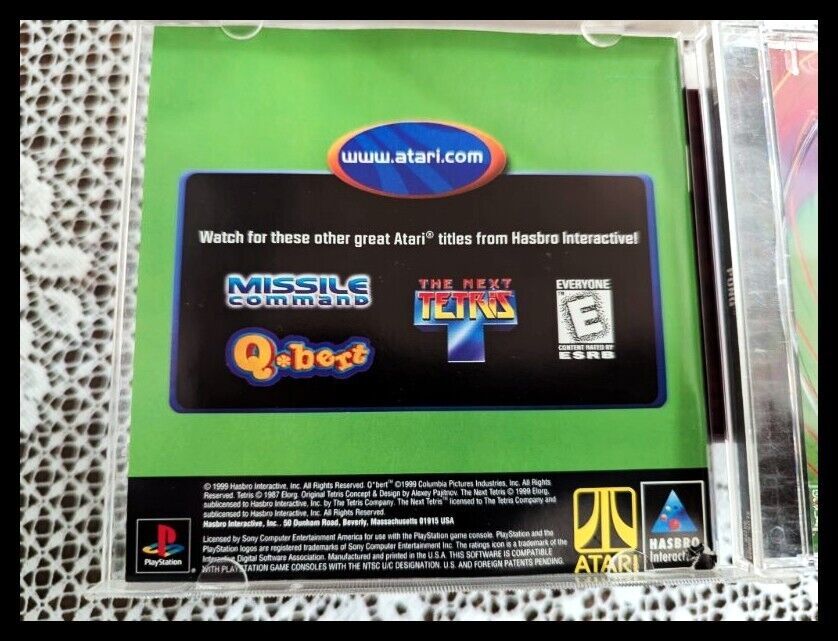 www.atari.com
Watch for these other great Atari® titles from Hasbro Interactive!
MISSILE
COMMAND
THE NEXT
TETRIS
Q*bert
EVERYONE
E
CONTENT RATED BY
ESRB
© 1999 Hasbro Interactive, Inc. All Rights Reserved. Q*bert™ ©1999 Columbia Pictures Industries, Inc. All Rights
Reserved. Tetris © 1987 Elorg. Original Tetris Concept & Design by Alexey Pajitnov. The Next Tetris © 1999 Elorg,
sublicensed to Hasbro Interactive, Inc. by The Tetris Company. The Next Tetris™ licensed to The Tetris Company and
sublicensed to Hasbro Interactive, Inc. All Rights Reserved.
Hasbro Interactive, Inc. . 50 Dunham Road, Beverly, Massachusetts 01915 USA
Licensed by Sony Computer Entertainment America for use with the PlayStation game console. PlayStation and the
PlayStation logos are registered trademarks of Sony Computer Entertainment Inc. The ratings icon is a trademark of the
Interactive Digital Software Association. Manufactured and printed in the U.S.A. THIS SOFTWARE IS COMPATIBLE
WITH PLAYSTATION GAME CONSOLES WITH THE NTSC U/C DESIGNATION. U.S. AND FOREIGN PATENTS PENDING.
PlayStation
ATARI
HASBRO
Interact